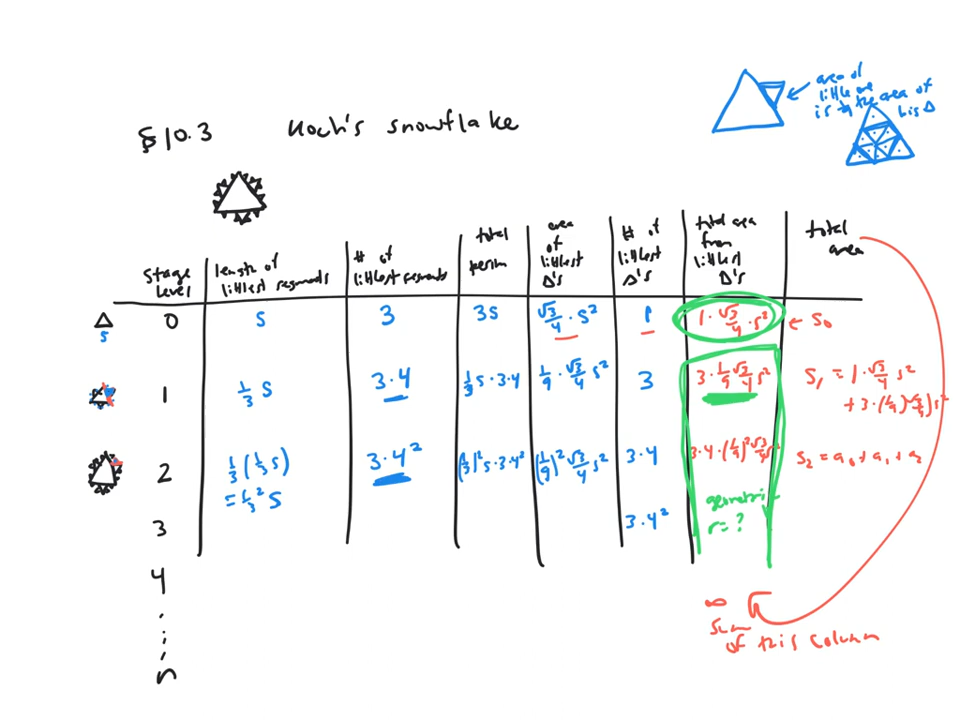 § 10.3 Koch's snowflake
area of
little one
is 1/9 the area of
big Δ
Stage
level
length of
littlest segments
# of
littlest segments
total
perim
area
of
littlest
Δ's
# of
littlest
Δ's
total area
from
littlest
Δ's
total
area
s
0 s 3 3s √3/4 · s² 1 1 · √3/4 · s² ← S₀
1 1/3 s 3·4 1/3 s · 3·4 1/9 · √3/4 s² 3 3 · 1/9 √3/4 s² S₁ = 1 · √3/4 s²
+ 3 · (1/9) √3/4 s²
2 1/3 (1/3 s) 3·4² (1/3)² s · 3·4² (1/9)² √3/4 s² 3·4 3·4 · (1/9)² √3/4 s² S₂ = a₀ + a₁ + a₂
= 1/3² s
geometric
r = ?
3 3·4²
4
∞
sum
of this column
n